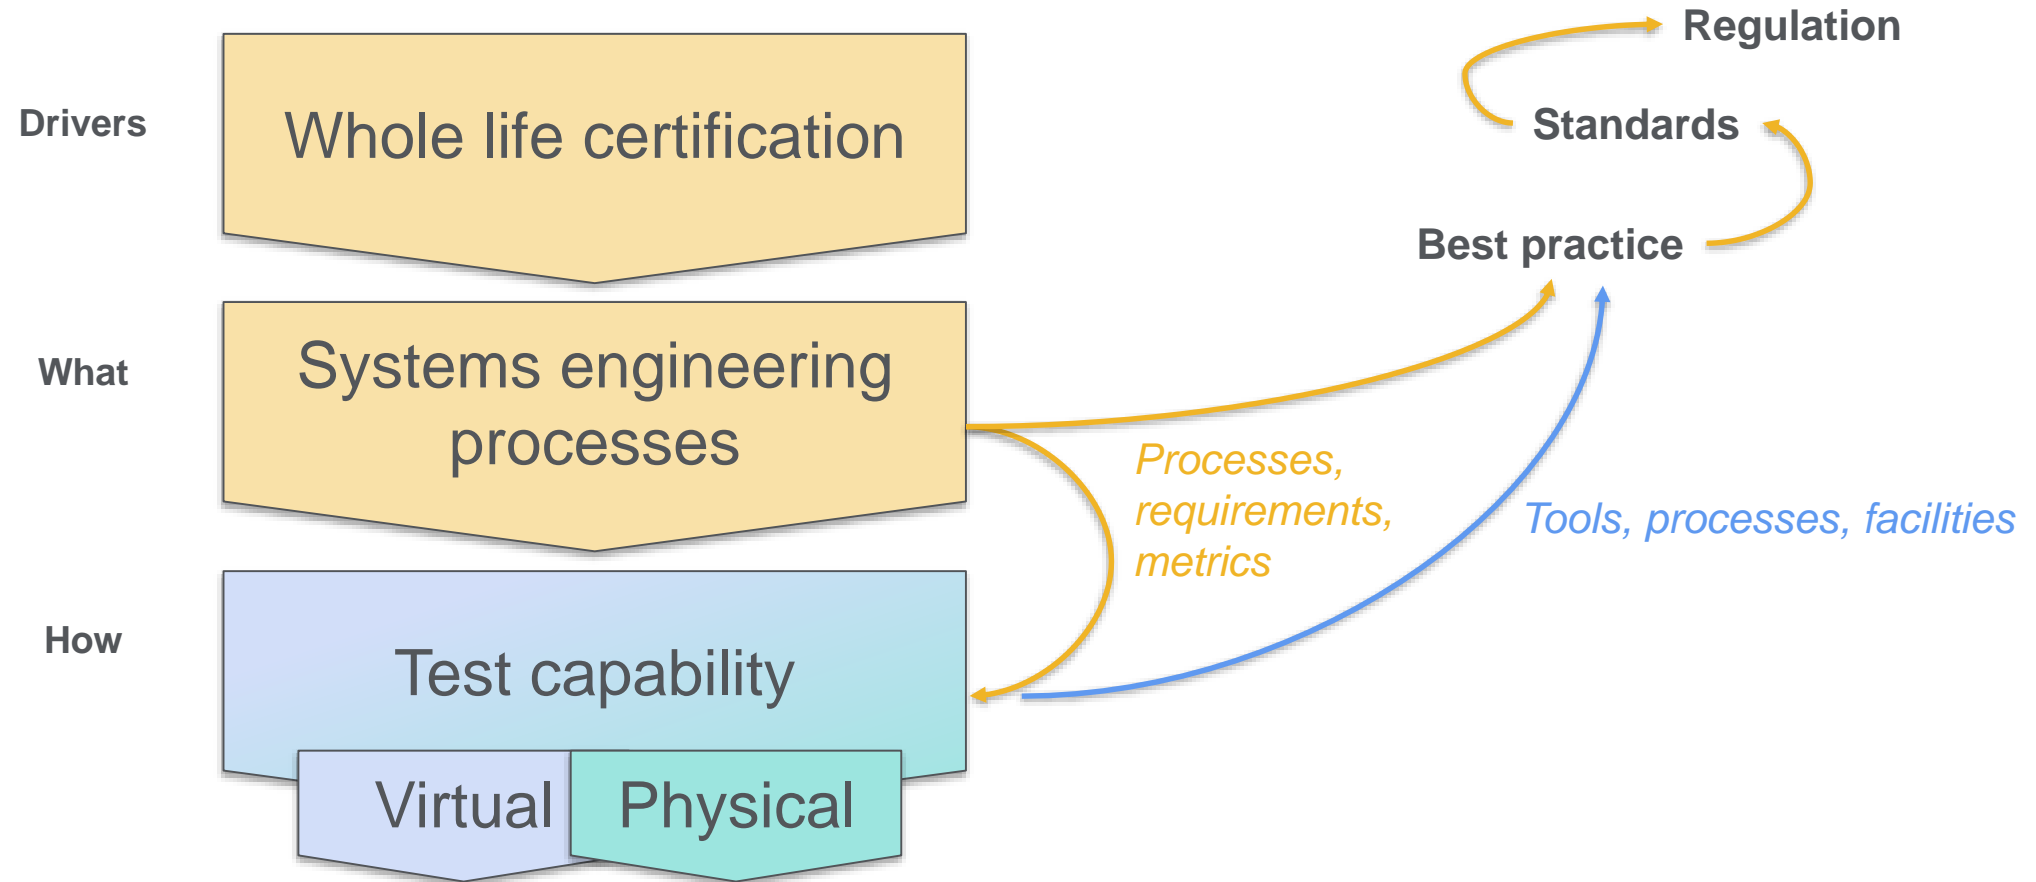 Regulation
Drivers
Whole life certification
Standards
Best practice
What
Systems engineering
processes
Processes,
requirements,
metrics
Tools, processes, facilities
How
Test capability
Virtual
Physical